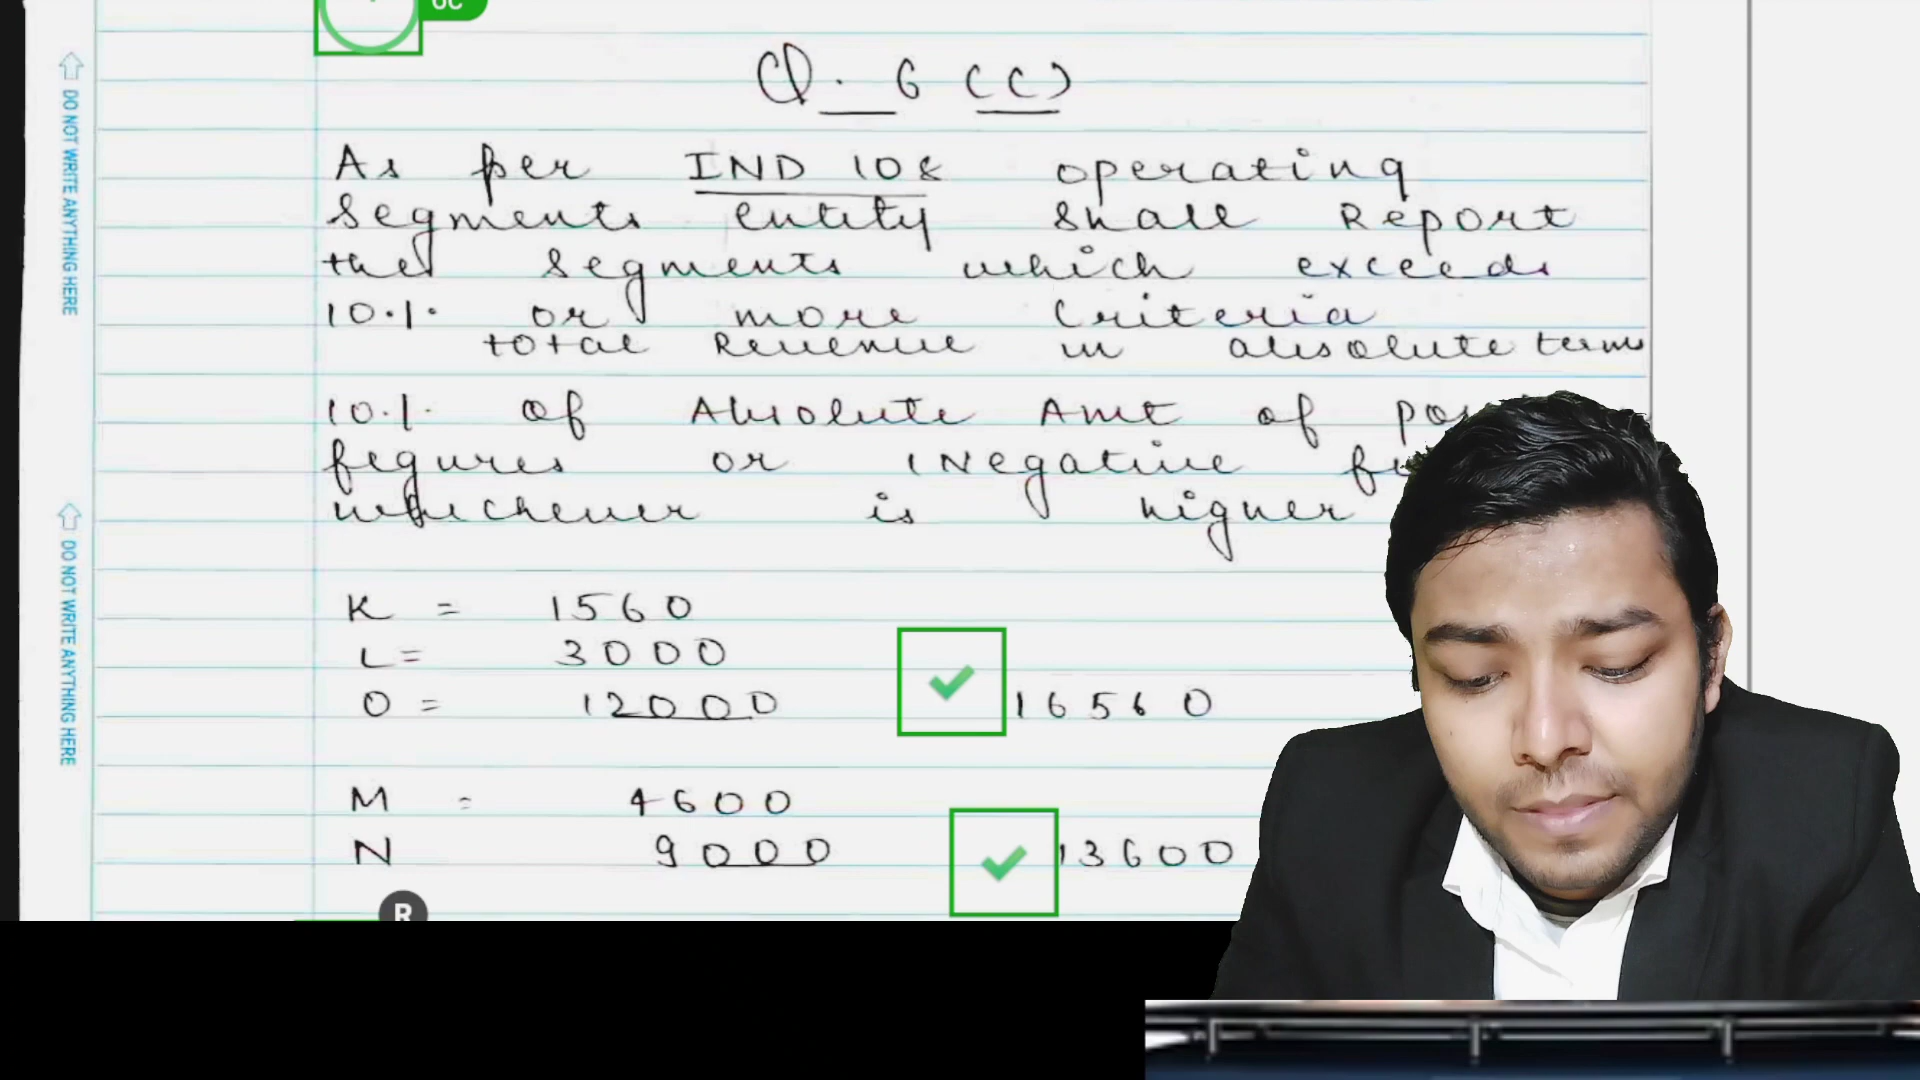 Q. 6 (C)
As per IND 108 operating
segments entity shall Report
the segments which exceeds
10.1. or more criteria
total Revenue in absolute terms
10.1. of Absolute Amt of
figures or (Negative
whichever is higher
K = 1560
L = 3000
O = 12000 16560
M = 4600
N 9000 13600
R
DO NOT WRITE ANYTHING HERE
DO NOT WRITE ANYTHING HERE